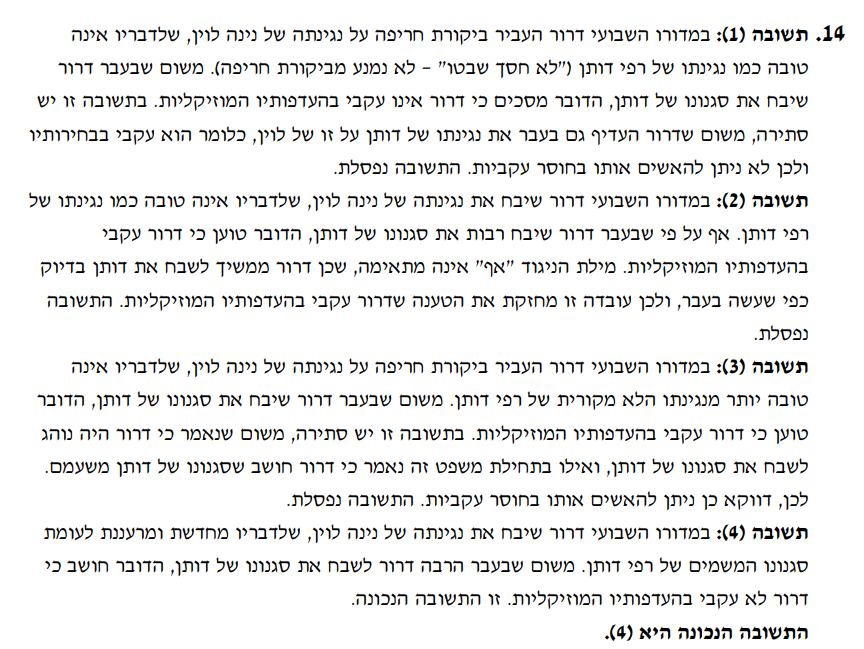 14. תשובה (1): במדורו השבועי דרור העביר ביקורת חריפה על נגינתה של נינה לוין, שלדבריו אינה
טובה כמו נגינתו של רפי דותן ("לא חסך שבטו" – לא נמנע מביקורת חריפה). משום שבעבר דרור
שיבח את סגנונו של דותן, הדובר מסכים כי דרור אינו עקבי בהעדפותיו המוזיקליות. בתשובה זו יש
סתירה, משום שדרור העדיף גם בעבר את נגינתו של דותן על זו של לוין, כלומר הוא עקבי בבחירותיו
ולכן לא ניתן להאשים אותו בחוסר עקביות. התשובה נפסלת.
תשובה (2): במדורו השבועי דרור שיבח את נגינתה של נינה לוין, שלדבריו אינה טובה כמו נגינתו של
רפי דותן. אף על פי שבעבר דרור שיבח רבות את סגנונו של דותן, הדובר טוען כי דרור עקבי
בהעדפותיו המוזיקליות. מילת הניגוד "אף" אינה מתאימה, שכן דרור ממשיך לשבח את דותן בדיוק
כפי שעשה בעבר, ולכן עובדה זו מחזקת את הטענה שדרור עקבי בהעדפותיו המוזיקליות. התשובה
נפסלת.
תשובה (3): במדורו השבועי דרור העביר ביקורת חריפה על נגינתה של נינה לוין, שלדבריו אינה
טובה יותר מנגינתו הלא מקורית של רפי דותן. משום שבעבר דרור שיבח את סגנונו של דותן, הדובר
טוען כי דרור עקבי בהעדפותיו המוזיקליות. בתשובה זו יש סתירה, משום שנאמר כי דרור היה נוהג
לשבח את סגנונו של דותן, ואילו בתחילת משפט זה נאמר כי דרור חושב שסגנונו של דותן משעמם.
לכן, דווקא כן ניתן להאשים אותו בחוסר עקביות. התשובה נפסלת.
תשובה (4): במדורו השבועי דרור שיבח את נגינתה של נינה לוין, שלדבריו מחדשת ומרעננת לעומת
סגנונו המשמים של רפי דותן. משום שבעבר הרבה דרור לשבח את סגנונו של דותן, הדובר חושב כי
דרור לא עקבי בהעדפותיו המוזיקליות. זו התשובה הנכונה.
התשובה הנכונה היא (4).